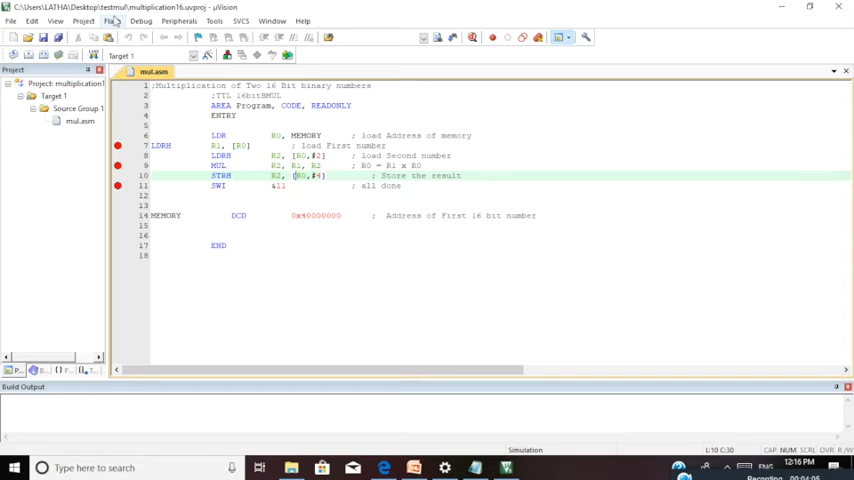 C:\Users\LATHA\Desktop\testmul\multiplication16.uvproj - µVision
File Edit View Project Debug Peripherals Tools SVCS Window Help
Target 1
Project
mul.asm
Project: multiplication1
Target 1
Source Group 1
mul.asm
1 ;Multiplication of Two 16 Bit binary numbers
2 ;TTL 16bitBMUL
3 AREA Program, CODE, READONLY
4 ENTRY
5
6 LDR R0, MEMORY ; load Address of memory
7 LDRH R1, [R0] ; load First number
8 LDRH R2, [R0,#2] ; load Second number
9 MUL R2, R1, R2 ; R0 = R1 x R0
10 STRH R2, [R0,#4] ; Store the result
11 SWI &11 ; all done
12
13
14 MEMORY DCD 0x40000000 ; Address of First 16 bit number
15
16
17 END
18
P... B... {} F... T...
Build Output
Simulation L:10 C:30 CAP NUM SCRL OVR R/W
Type here to search
ENG 12:16 PM
Recording 00:04:05